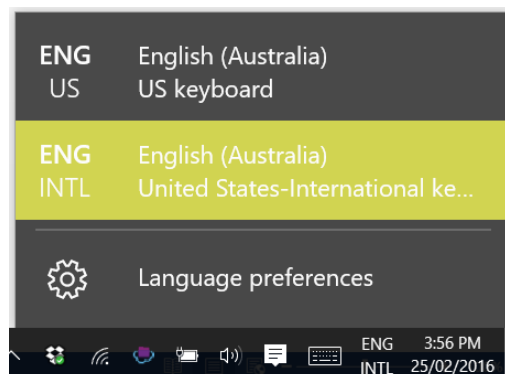 ENG English (Australia)
US US keyboard
ENG English (Australia)
INTL United States-International ke...
Language preferences
ENG 3:56 PM
INTL 25/02/2016